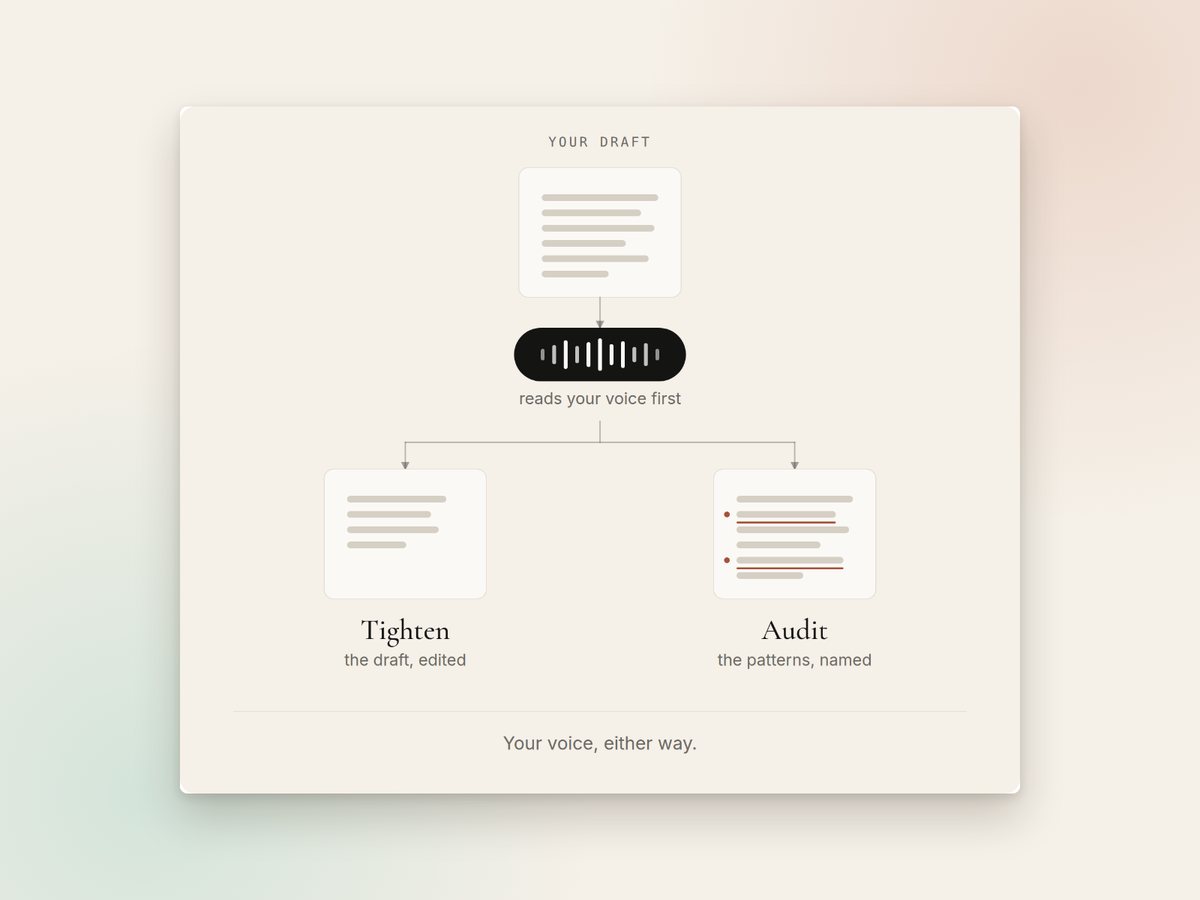 YOUR DRAFT
reads your voice first
Tighten
the draft, edited
Audit
the patterns, named
Your voice, either way.